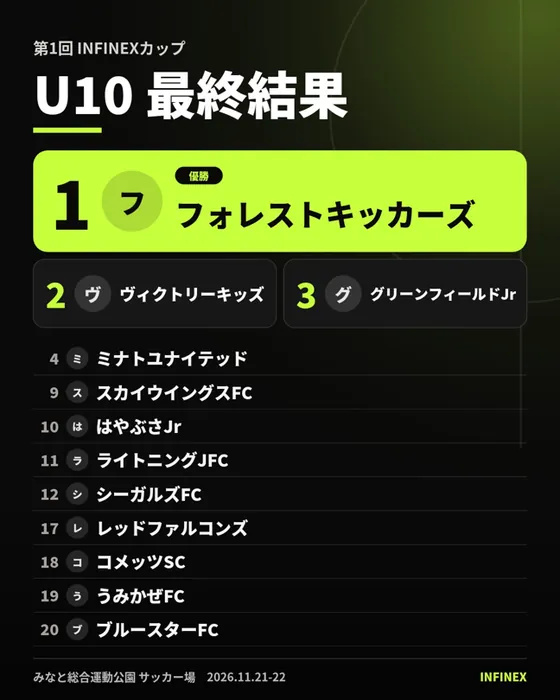 第1回 INFINEXカップ
U10 最終結果
1 フ 優勝
フォレストキッカーズ
2 ヴ ヴィクトリーキッズ
3 グ グリーンフィールドJr
4 ミ ミナトユナイテッド
9 ス スカイウイングスFC
10 は はやぶさJr
11 ラ ライトニングJFC
12 シ シーガルズFC
17 レ レッドファルコンズ
18 コ コメッツSC
19 う うみかぜFC
20 ブ ブルースターFC
みなと総合運動公園 サッカー場 2026.11.21-22
INFINEX